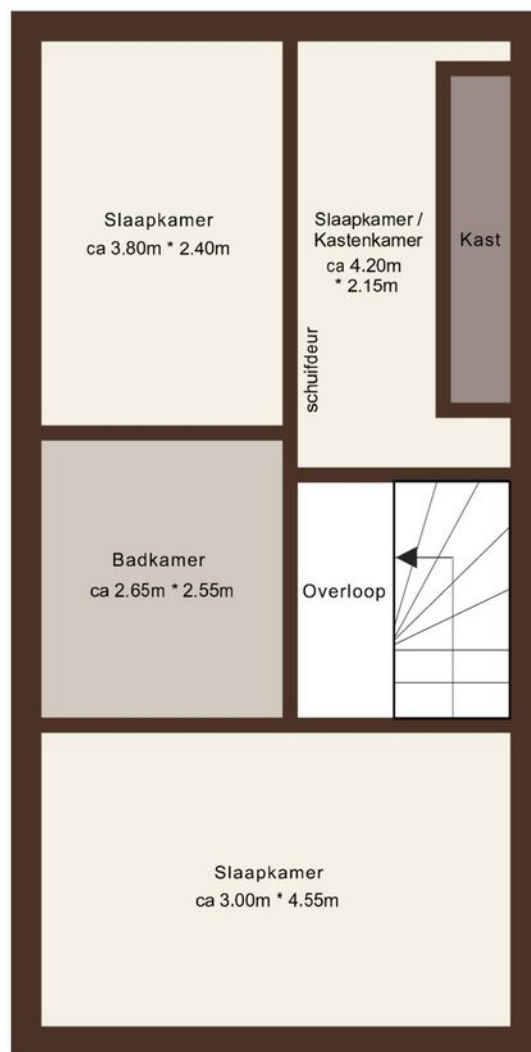 Slaapkamer
ca 3.80m * 2.40m
Slaapkamer /
Kastenkamer
ca 4.20m
* 2.15m
Kast
schuifdeur
Badkamer
ca 2.65m * 2.55m
Overloop
Slaapkamer
ca 3.00m * 4.55m